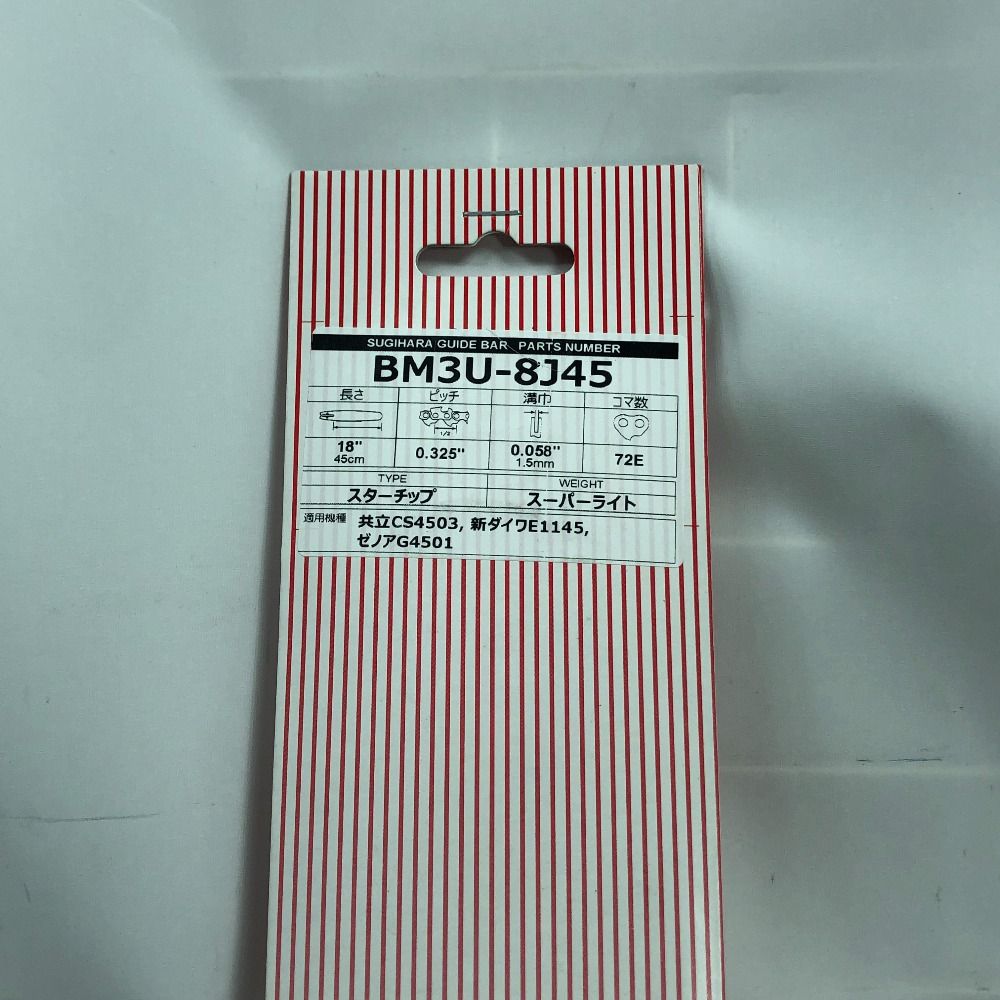 SUGIHARA GUIDE BAR PARTS NUMBER
BM3U-8J45
長さ ピッチ 溝巾 コマ数
1/2
18" 0.325" 0.058" 72E
45cm 1.5mm
TYPE WEIGHT
スターチップ スーパーライト
適用機種 共立CS4503, 新ダイワE1145,
ゼノアG4501